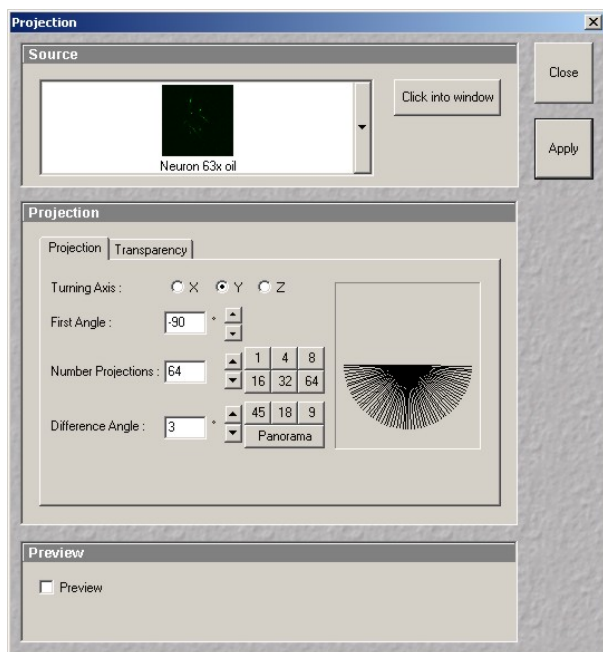 Projection
Source
Click into window
Neuron 63x oil
Close
Apply
Projection
Projection Transparency
Turning Axis : X Y Z
First Angle : -90 °
Number Projections : 64 1 4 8
16 32 64
Difference Angle : 3 ° 45 18 9
Panorama
Preview
Preview